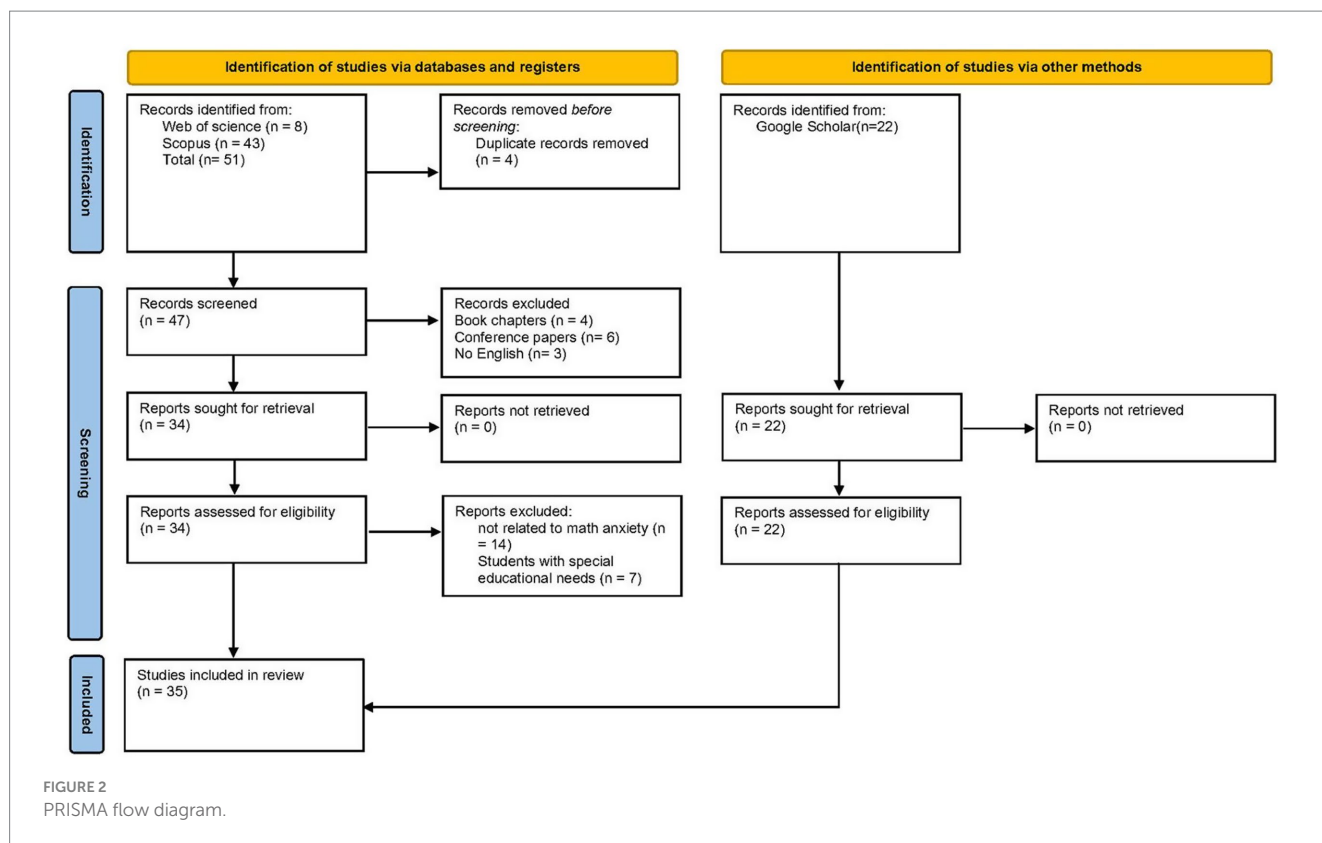 Identification of studies via databases and registers
Identification of studies via other methods
Identification
Records identified from:
Web of science (n = 8)
Scopus (n = 43)
Total (n= 51)
Records removed before
screening:
Duplicate records removed
(n = 4)
Records identified from:
Google Scholar(n=22)
Screening
Records screened
(n = 47)
Records excluded
Book chapters (n = 4)
Conference papers (n= 6)
No English (n= 3)
Reports sought for retrieval
(n = 34)
Reports not retrieved
(n = 0)
Reports sought for retrieval
(n = 22)
Reports not retrieved
(n = 0)
Reports assessed for eligibility
(n = 34)
Reports excluded:
not related to math anxiety (n
= 14)
Students with special
educational needs (n = 7)
Reports assessed for eligibility
(n = 22)
Included
Studies included in review
(n = 35)
FIGURE 2
PRISMA flow diagram.